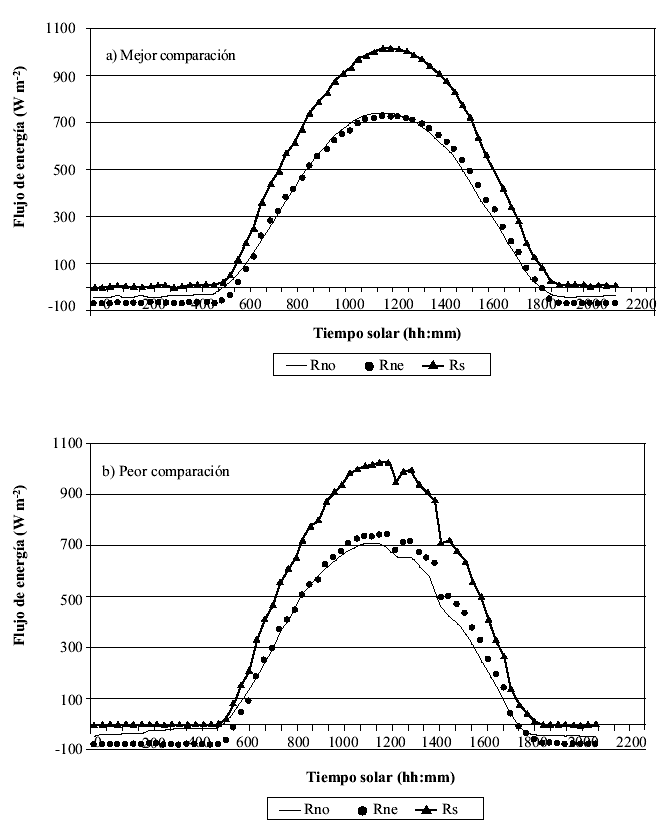 1100
a) Mejor comparación
900
700
500
300
100
-100
Flujo de energía (W m-2)
0 200 400 600 800 1000 1200 1400 1600 1800 2000 2200
Tiempo solar (hh:mm)
Rno Rne Rs
1100
b) Peor comparación
900
700
500
300
100
-100
Flujo de energía (W m-2)
0 200 400 600 800 1000 1200 1400 1600 1800 2000 2200
Tiempo solar (hh:mm)
Rno Rne Rs